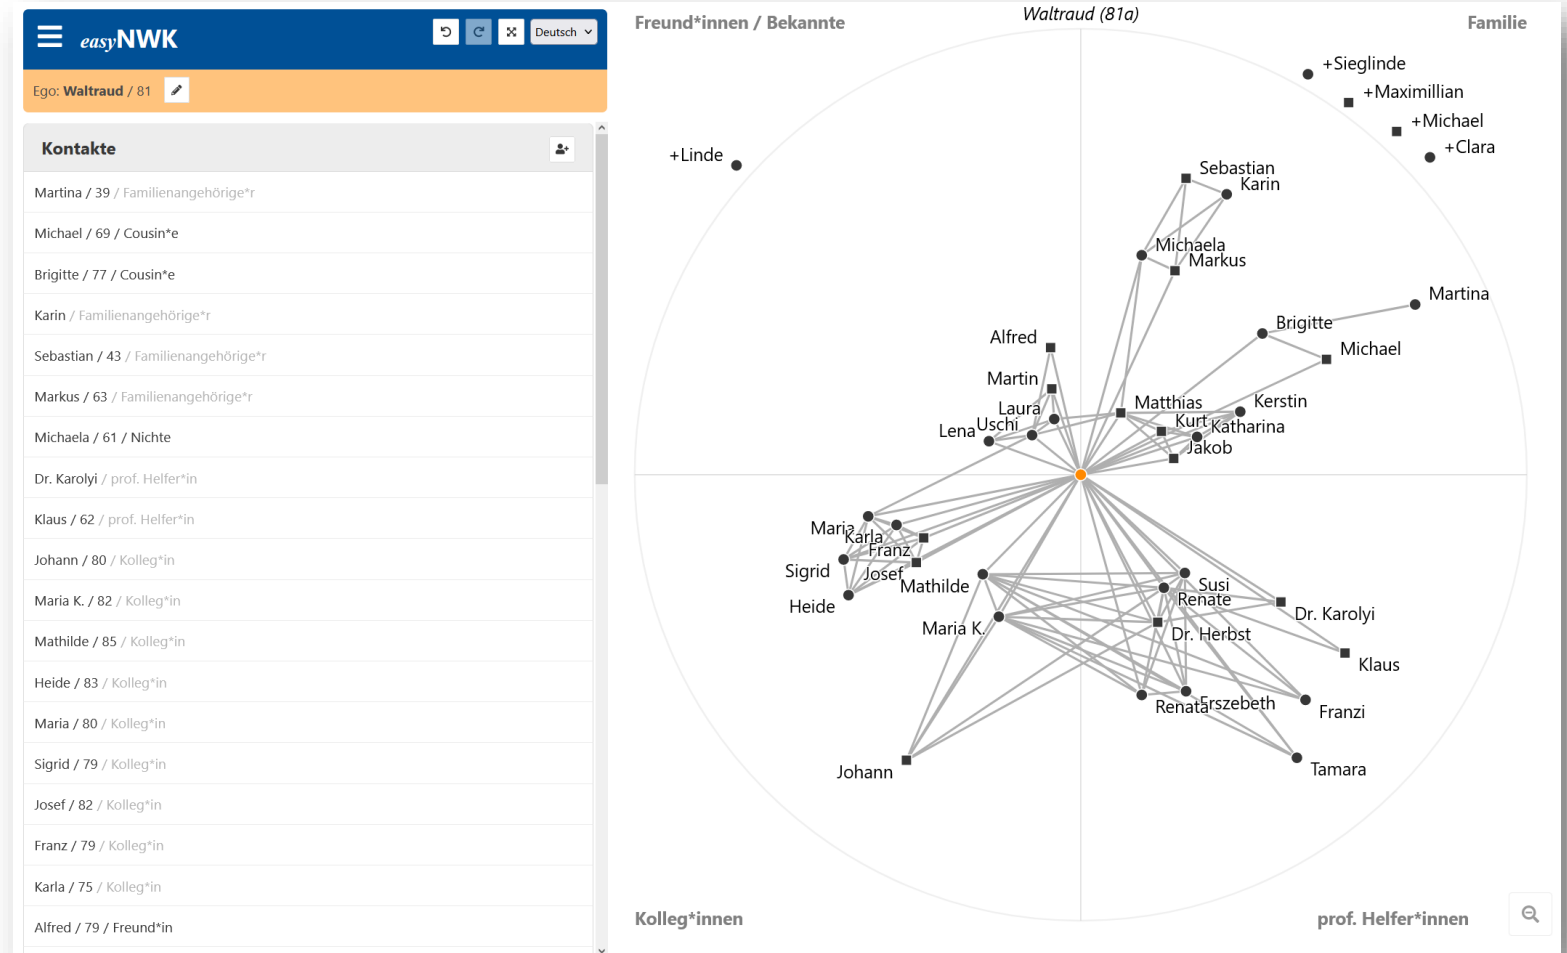 easyNWK
Deutsch
Ego: Waltraud / 81
Kontakte
Martina / 39 / Familienangehörige*r
Michael / 69 / Cousin*e
Brigitte / 77 / Cousin*e
Karin / Familienangehörige*r
Sebastian / 43 / Familienangehörige*r
Markus / 63 / Familienangehörige*r
Michaela / 61 / Nichte
Dr. Karolyi / prof. Helfer*in
Klaus / 62 / prof. Helfer*in
Johann / 80 / Kolleg*in
Maria K. / 82 / Kolleg*in
Mathilde / 85 / Kolleg*in
Heide / 83 / Kolleg*in
Maria / 80 / Kolleg*in
Sigrid / 79 / Kolleg*in
Josef / 82 / Kolleg*in
Franz / 79 / Kolleg*in
Karla / 75 / Kolleg*in
Alfred / 79 / Freund*in
Freund*innen / Bekannte
Waltraud (81a)
Familie
+Sieglinde
+Maximillian
+Michael
+Clara
+Linde
Sebastian
Karin
Michaela
Markus
Martina
Brigitte
Michael
Alfred
Martin
Laura
Uschi
Lena
Matthias
Kerstin
Kurt
Katharina
Jakob
Maria
Karla
Franz
Sigrid
Josef
Heide
Mathilde
Maria K.
Susi
Renate
Dr. Karolyi
Dr. Herbst
Klaus
Renata
Erszebeth
Franzi
Johann
Tamara
Kolleg*innen
prof. Helfer*innen